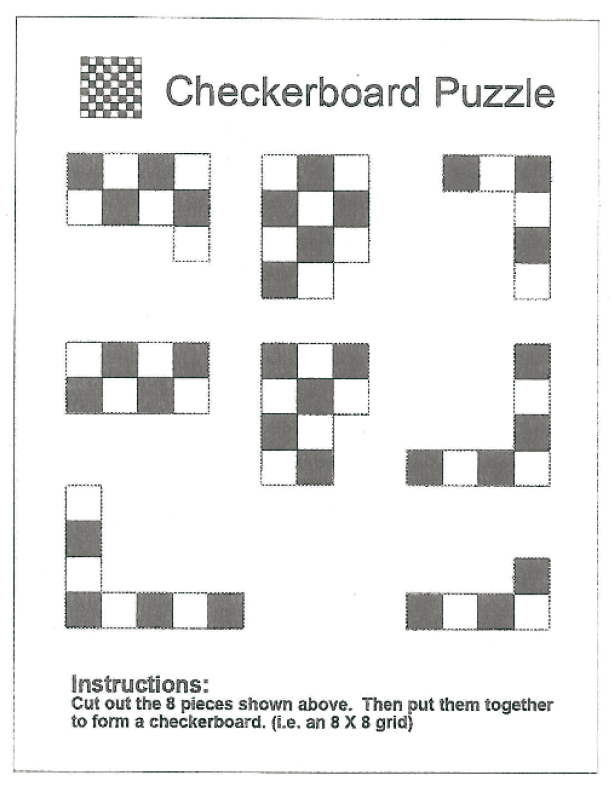 Checkerboard Puzzle
Instructions:
Cut out the 8 pieces shown above. Then put them together
to form a checkerboard. (i.e. an 8 X 8 grid)